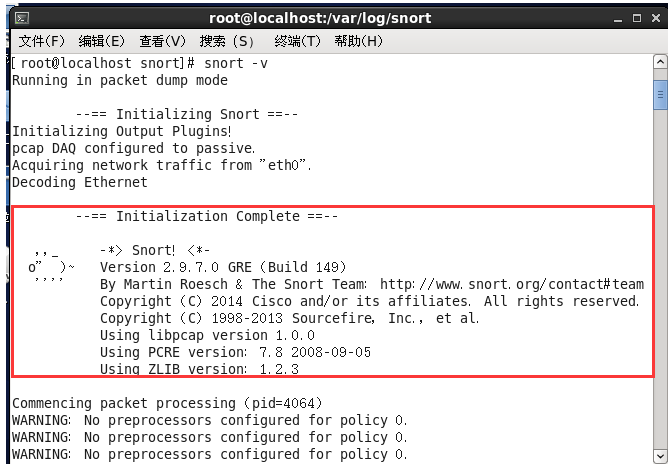 root@localhost:/var/log/snort
文件(F) 编辑(E) 查看(V) 搜索 (S) 终端(T) 帮助(H)
[root@localhost snort]# snort -v
Running in packet dump mode
--== Initializing Snort ==--
Initializing Output Plugins!
pcap DAQ configured to passive.
Acquiring network traffic from "eth0".
Decoding Ethernet
--== Initialization Complete ==--
,,_ -*> Snort! <*-
o" )~ Version 2.9.7.0 GRE (Build 149)
'''' By Martin Roesch & The Snort Team: http://www.snort.org/contact#team
Copyright (C) 2014 Cisco and/or its affiliates. All rights reserved.
Copyright (C) 1998-2013 Sourcefire, Inc., et al.
Using libpcap version 1.0.0
Using PCRE version: 7.8 2008-09-05
Using ZLIB version: 1.2.3
Commencing packet processing (pid=4064)
WARNING: No preprocessors configured for policy 0.
WARNING: No preprocessors configured for policy 0.
WARNING: No preprocessors configured for policy 0.